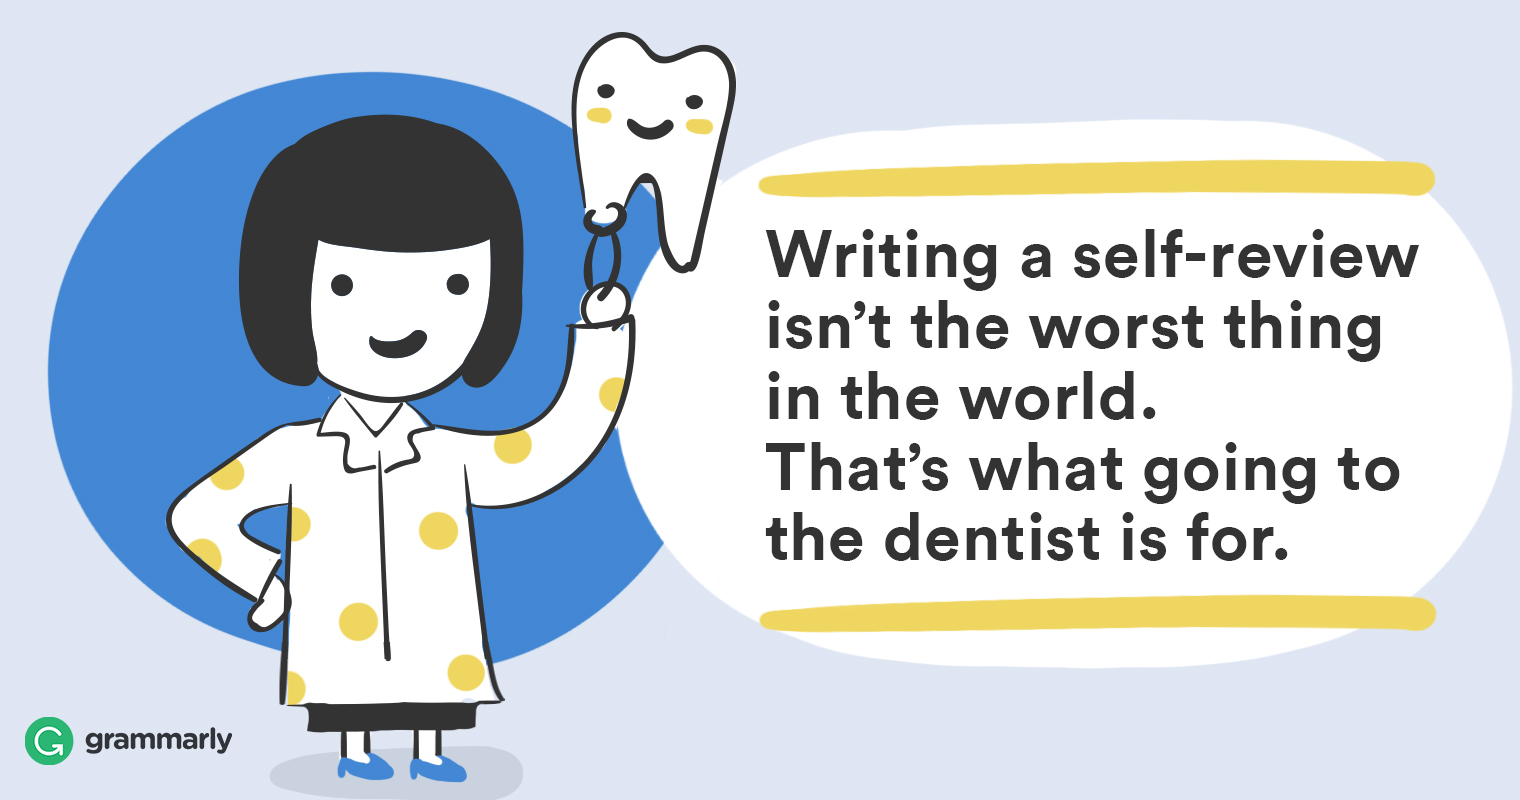 Writing a self-review
isn’t the worst thing
in the world.
That’s what going to
the dentist is for.
grammarly